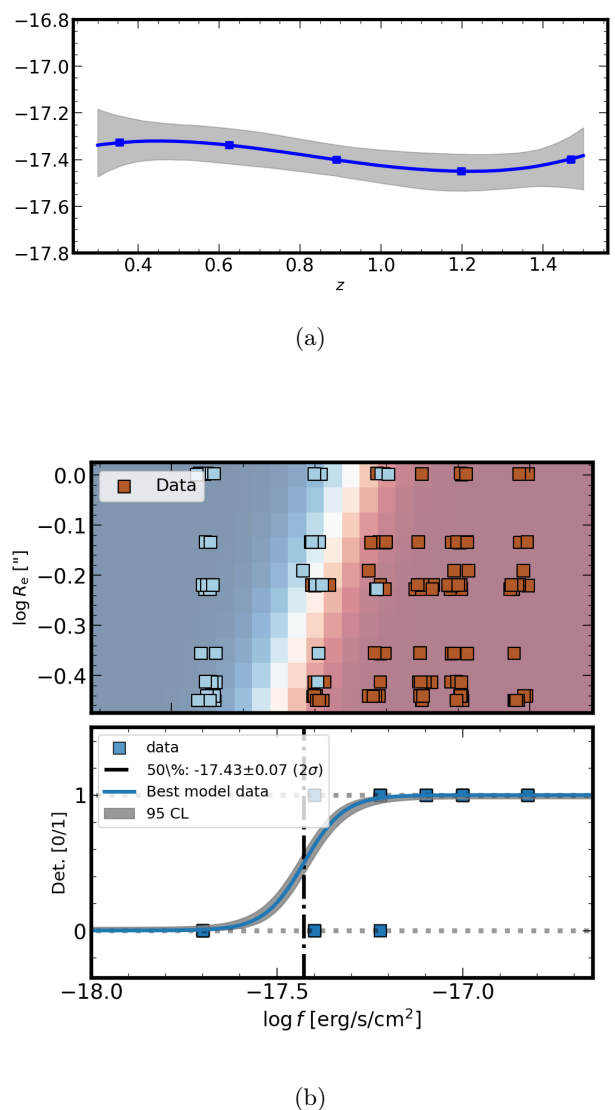 −16.8
−17.0
−17.2
−17.4
−17.6
−17.8
0.4 0.6 0.8 1.0 1.2 1.4
z
(a)
0.0
−0.1
−0.2
−0.3
−0.4
log Re ["]
Data
data
50\%: -17.43±0.07 (2σ)
Best model data
95 CL
1
0
Det. [0/1]
−18.0 −17.5 −17.0
log f [erg/s/cm²]
(b)